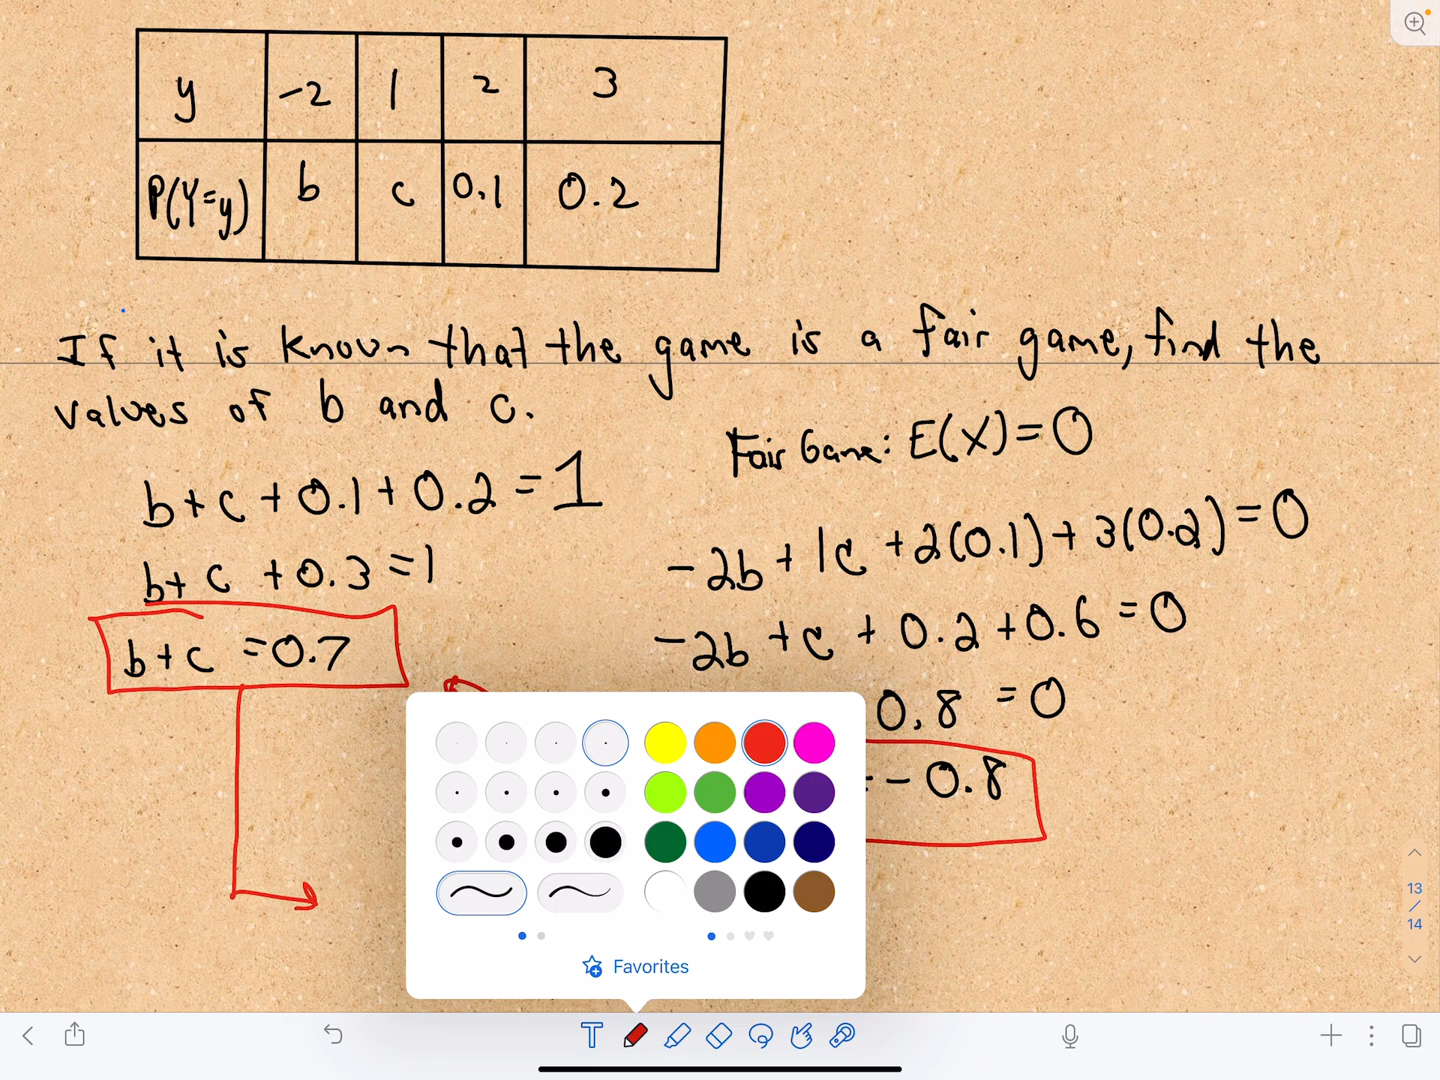 y -2 1 2 3
P(Y=y) b c 0.1 0.2
If it is known that the game is a fair game, find the
values of b and c.
b+c+0.1+0.2=1
b+c+0.3=1
b+c=0.7
Fair Game: E(X)=0
-2b+1c+2(0.1)+3(0.2)=0
-2b+c+0.2+0.6=0
0.8=0
=-0.8
Favorites
13
/
14
T